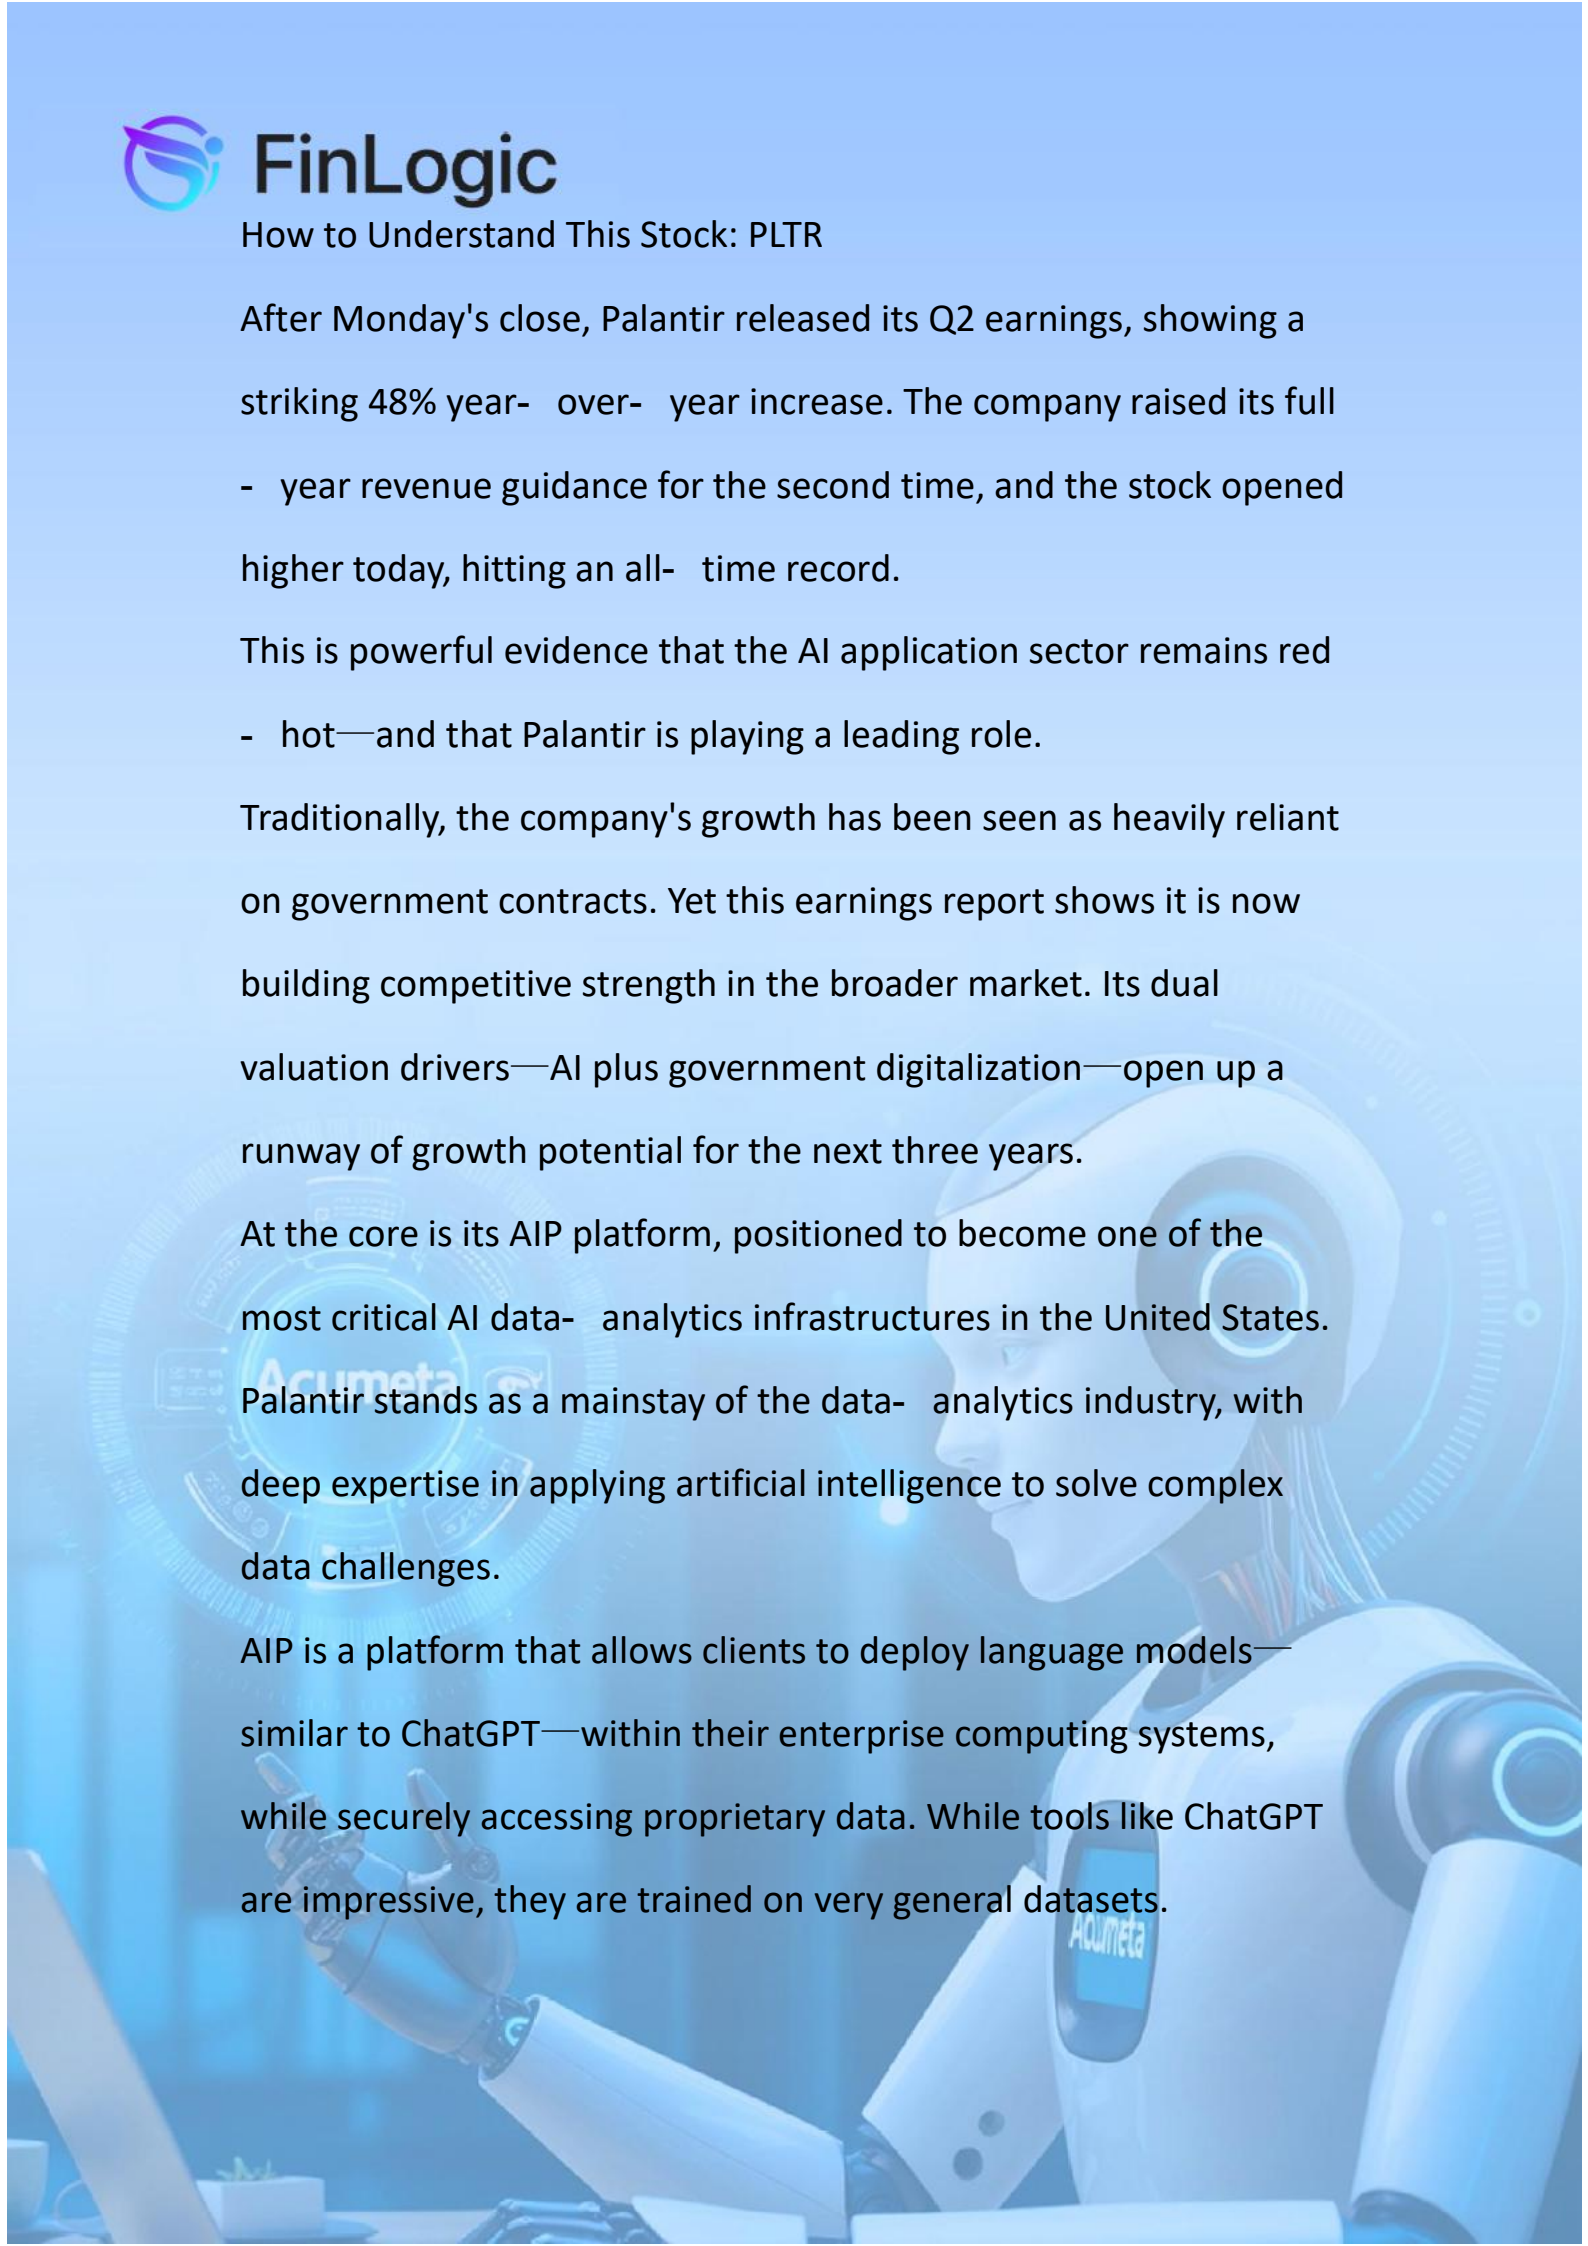 FinLogic
How to Understand This Stock: PLTR
After Monday's close, Palantir released its Q2 earnings, showing a
striking 48% year- over- year increase. The company raised its full
- year revenue guidance for the second time, and the stock opened
higher today, hitting an all- time record.
This is powerful evidence that the AI application sector remains red
- hot—and that Palantir is playing a leading role.
Traditionally, the company's growth has been seen as heavily reliant
on government contracts. Yet this earnings report shows it is now
building competitive strength in the broader market. Its dual
valuation drivers—AI plus government digitalization—open up a
runway of growth potential for the next three years.
At the core is its AIP platform, positioned to become one of the
most critical AI data- analytics infrastructures in the United States.
Acumeta
Palantir stands as a mainstay of the data- analytics industry, with
deep expertise in applying artificial intelligence to solve complex
data challenges.
AIP is a platform that allows clients to deploy language models—
similar to ChatGPT—within their enterprise computing systems,
while securely accessing proprietary data. While tools like ChatGPT
are impressive, they are trained on very general datasets.
Acumeta